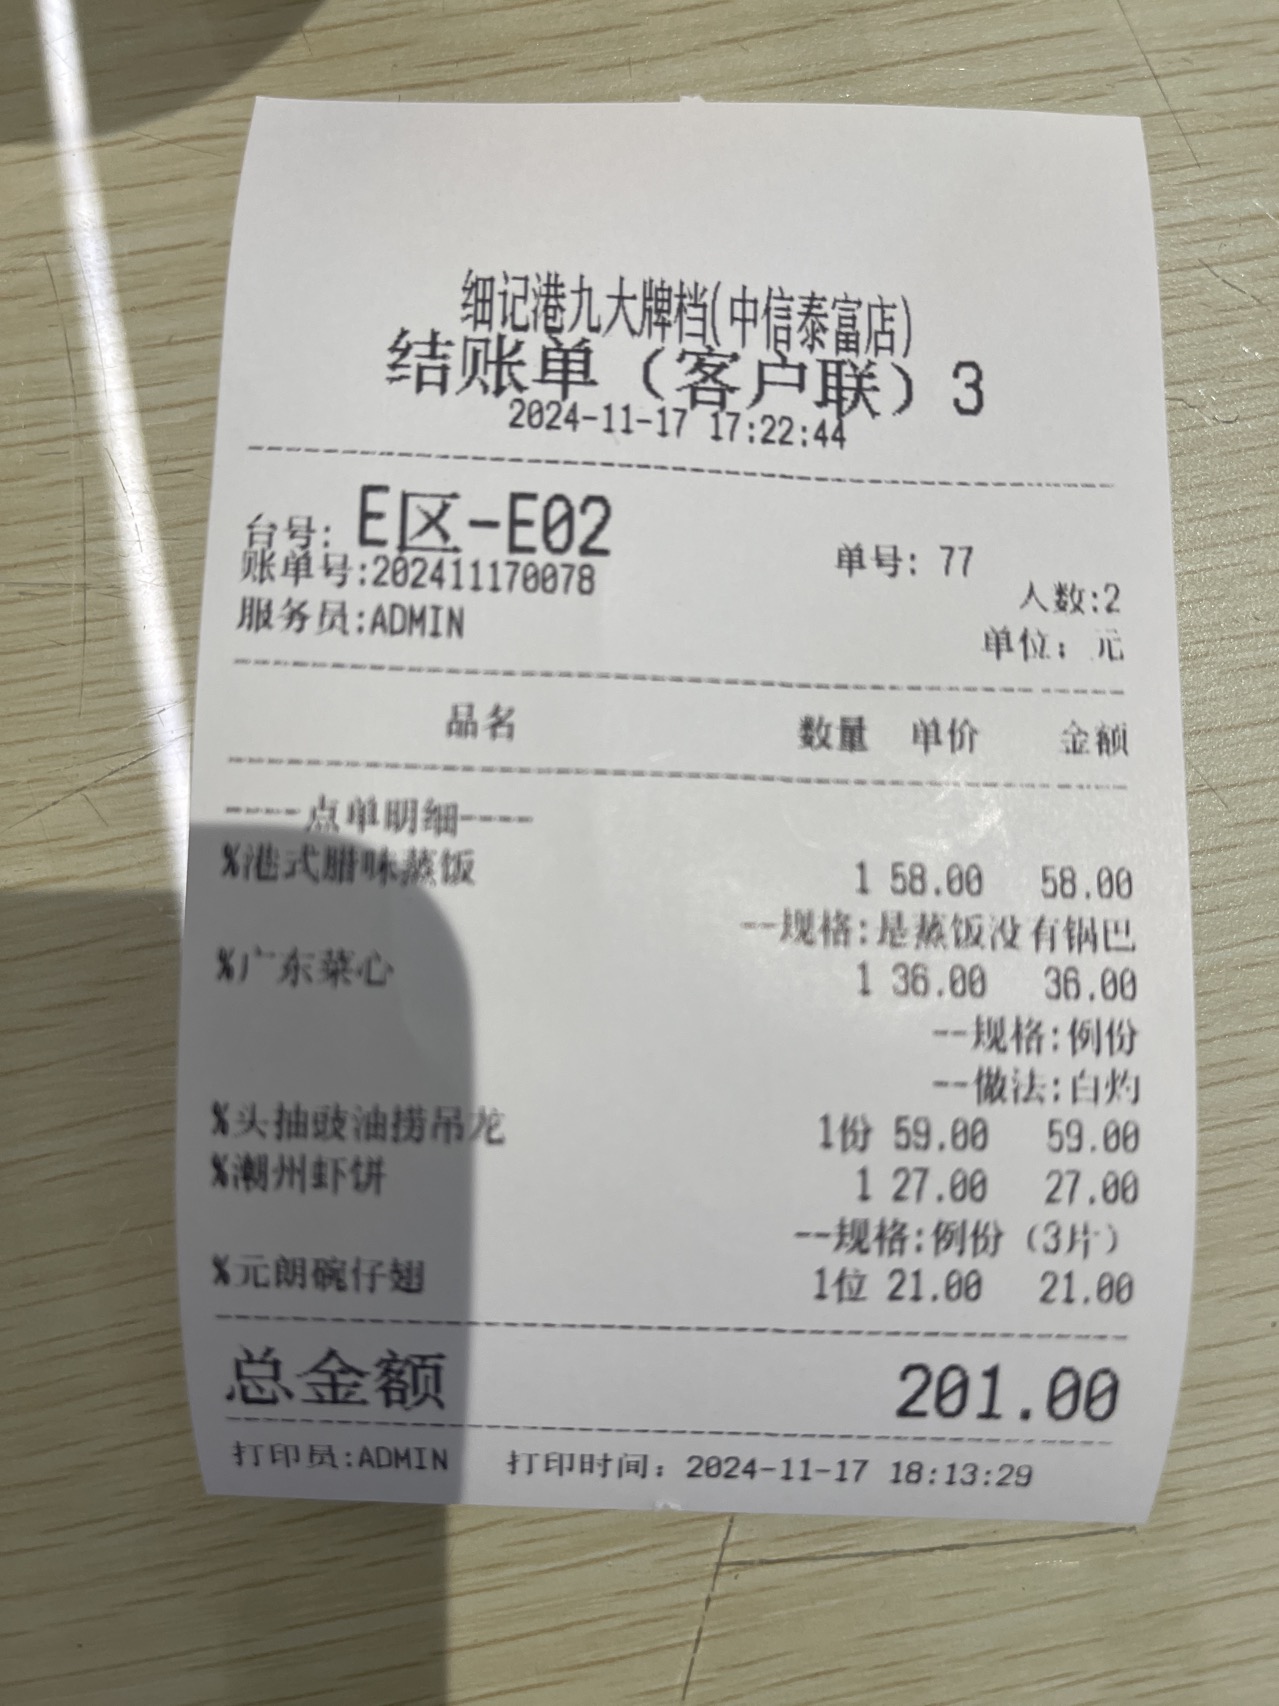 细记港九大牌档(中信泰富店)
结账单（客户联）3
2024-11-17 17:22:44
台号: E区-E02 单号: 77
账单号:202411170078 人数:2
服务员:ADMIN 单位: 元
品名 数量 单价 金额
----点单明细----
%港式腊味蒸饭 1 58.00 58.00
--规格:是蒸饭没有锅巴
%广东菜心 1 36.00 36.00
--规格:例份
--做法:白灼
%头抽豉油捞吊龙 1份 59.00 59.00
%潮州虾饼 1 27.00 27.00
--规格:例份（3片）
%元朗碗仔翅 1位 21.00 21.00
总金额 201.00
打印员:ADMIN 打印时间: 2024-11-17 18:13:29